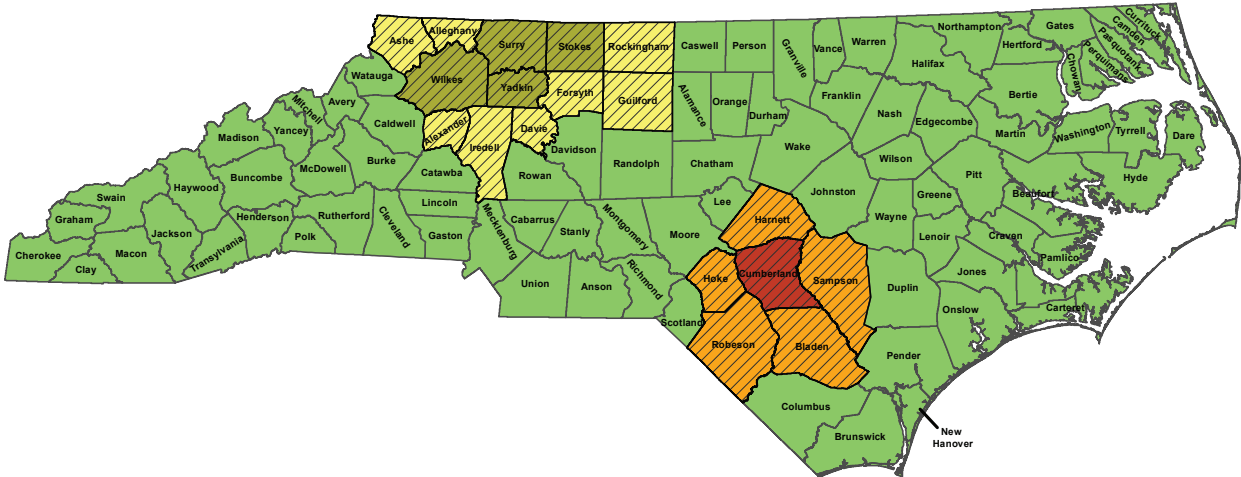 Ashe
Alleghany
Surry
Stokes
Rockingham
Caswell
Person
Granville
Vance
Warren
Northampton
Gates
Currituck
Camden
Pasquotank
Perquimans
Chowan
Hertford
Halifax
Bertie
Watauga
Wilkes
Yadkin
Forsyth
Guilford
Alamance
Orange
Durham
Franklin
Nash
Edgecombe
Martin
Washington
Tyrrell
Dare
Mitchell
Avery
Caldwell
Alexander
Iredell
Davie
Davidson
Randolph
Chatham
Wake
Wilson
Pitt
Beaufort
Hyde
Madison
Yancey
McDowell
Burke
Catawba
Rowan
Johnston
Greene
Swain
Haywood
Buncombe
Rutherford
Cleveland
Lincoln
Gaston
Mecklenburg
Cabarrus
Stanly
Montgomery
Moore
Lee
Harnett
Wayne
Lenoir
Craven
Pamlico
Graham
Jackson
Henderson
Transylvania
Polk
Cherokee
Clay
Macon
Union
Anson
Richmond
Scotland
Hoke
Cumberland
Sampson
Duplin
Jones
Onslow
Carteret
Robeson
Bladen
Pender
Columbus
Brunswick
New
Hanover